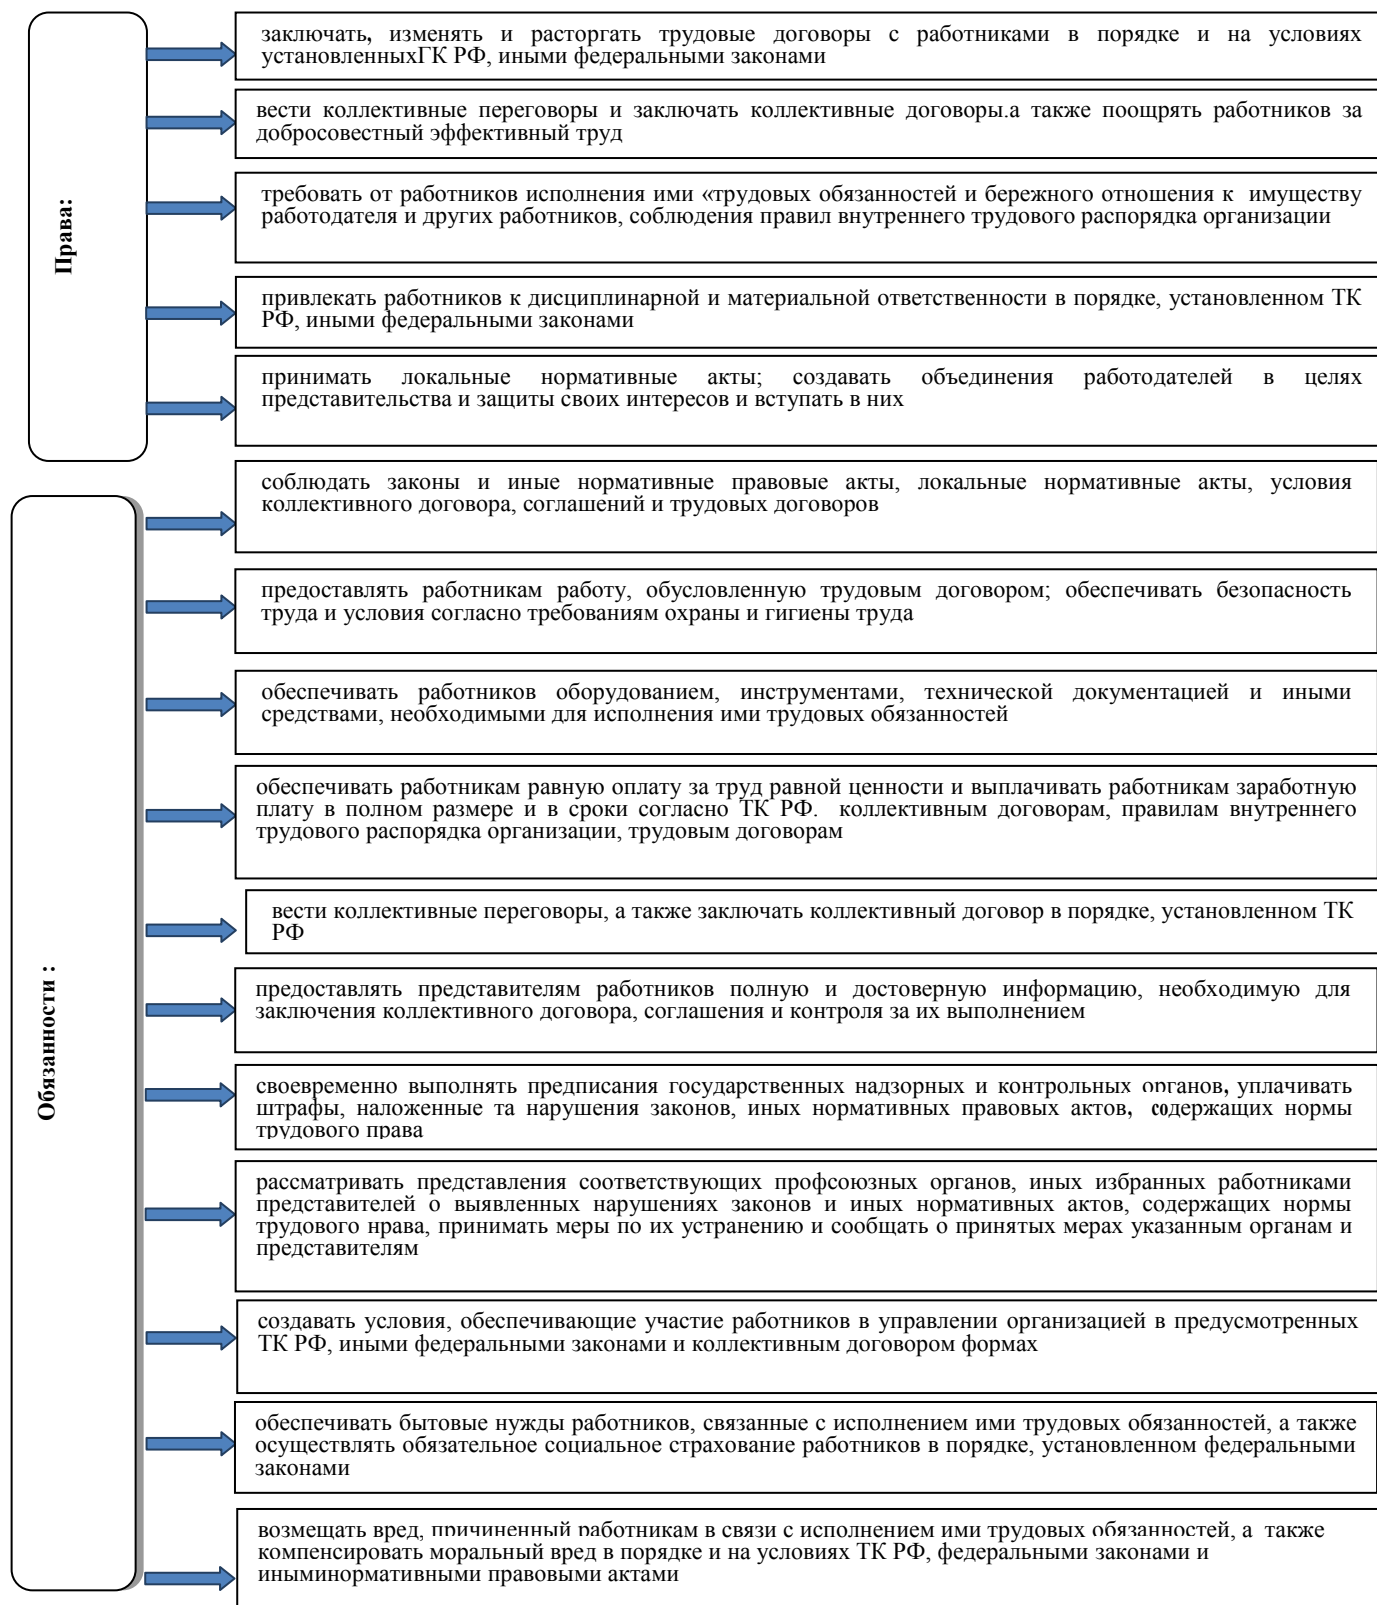 Права:
заключать, изменять и расторгать трудовые договоры с работниками в порядке и на условиях
установленныхГК РФ, иными федеральными законами
вести коллективные переговоры и заключать коллективные договоры.а также поощрять работников за
добросовестный эффективный труд
требовать от работников исполнения ими «трудовых обязанностей и бережного отношения к имуществу
работодателя и других работников, соблюдения правил внутреннего трудового распорядка организации
привлекать работников к дисциплинарной и материальной ответственности в порядке, установленном ТК
РФ, иными федеральными законами
принимать локальные нормативные акты; создавать объединения работодателей в целях
представительства и защиты своих интересов и вступать в них
Обязанности :
соблюдать законы и иные нормативные правовые акты, локальные нормативные акты, условия
коллективного договора, соглашений и трудовых договоров
предоставлять работникам работу, обусловленную трудовым договором; обеспечивать безопасность
труда и условия согласно требованиям охраны и гигиены труда
обеспечивать работников оборудованием, инструментами, технической документацией и иными
средствами, необходимыми для исполнения ими трудовых обязанностей
обеспечивать работникам равную оплату за труд равной ценности и выплачивать работникам заработную
плату в полном размере и в сроки согласно ТК РФ. коллективным договорам, правилам внутреннего
трудового распорядка организации, трудовым договорам
вести коллективные переговоры, а также заключать коллективный договор в порядке, установленном ТК
РФ
предоставлять представителям работников полную и достоверную информацию, необходимую для
заключения коллективного договора, соглашения и контроля за их выполнением
своевременно выполнять предписания государственных надзорных и контрольных органов, уплачивать
штрафы, наложенные та нарушения законов, иных нормативных правовых актов, содержащих нормы
трудового права
рассматривать представления соответствующих профсоюзных органов, иных избранных работниками
представителей о выявленных нарушениях законов и иных нормативных актов, содержащих нормы
трудового нрава, принимать меры по их устранению и сообщать о принятых мерах указанным органам и
представителям
создавать условия, обеспечивающие участие работников в управлении организацией в предусмотренных
ТК РФ, иными федеральными законами и коллективным договором формах
обеспечивать бытовые нужды работников, связанные с исполнением ими трудовых обязанностей, а также
осуществлять обязательное социальное страхование работников в порядке, установленном федеральными
законами
возмещать вред, причиненный работникам в связи с исполнением ими трудовых обязанностей, а также
компенсировать моральный вред в порядке и на условиях ТК РФ, федеральными законами и
иныминормативными правовыми актами